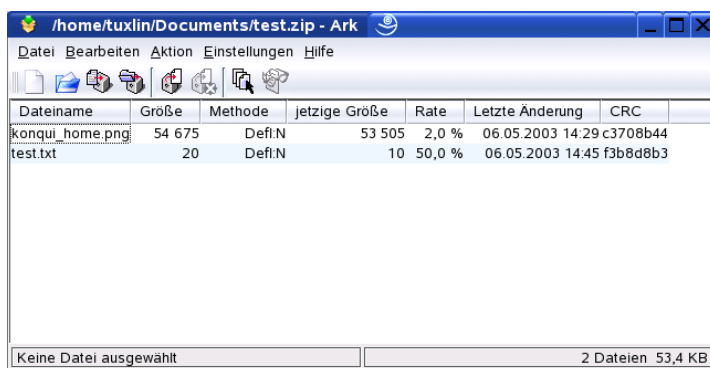 /home/tuxlin/Documents/test.zip - Ark
Datei Bearbeiten Aktion Einstellungen Hilfe
Dateiname Größe Methode jetzige Größe Rate Letzte Änderung CRC
konqui_home.png 54 675 Defl:N 53 505 2,0 % 06.05.2003 14:29 c3708b44
test.txt 20 Defl:N 10 50,0 % 06.05.2003 14:45 f3b8d8b3
Keine Datei ausgewählt 2 Dateien 53,4 KB